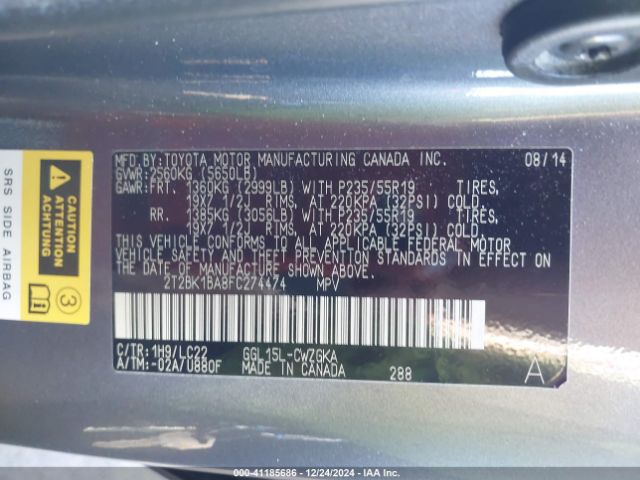 SRS SIDE AIRBAG
ATTENTION
ACHTUNG
3
MFD.BY:TOYOTA MOTOR MANUFACTURING CANADA INC. 08/14
GVWR:2560KG (5650LB)
GAWR:FRT. 1360KG (2999LB) WITH P235/55R19 TIRES,
19X7 1/2J RIMS, AT 220KPA (32PSI) COLD.
RR. 1385KG (3056LB) WITH P235/55R19 TIRES,
19X7 1/2J RIMS, AT 220KPA (32PSI) COLD.
THIS VEHICLE CONFORMS TO ALL APPLICABLE FEDERAL MOTOR
VEHICLE SAFETY AND THEFT PREVENTION STANDARDS IN EFFECT ON
THE DATE OF MANUFACTURE SHOWN ABOVE.
2T2BK1BA8FC274474 MPV
C/TR:1H9/LC22 GGL15L-CWZGKA
A/TM:-02A/U880F MADE IN CANADA 288 A
000-41185686 - 12/24/2024 - IAA Inc.